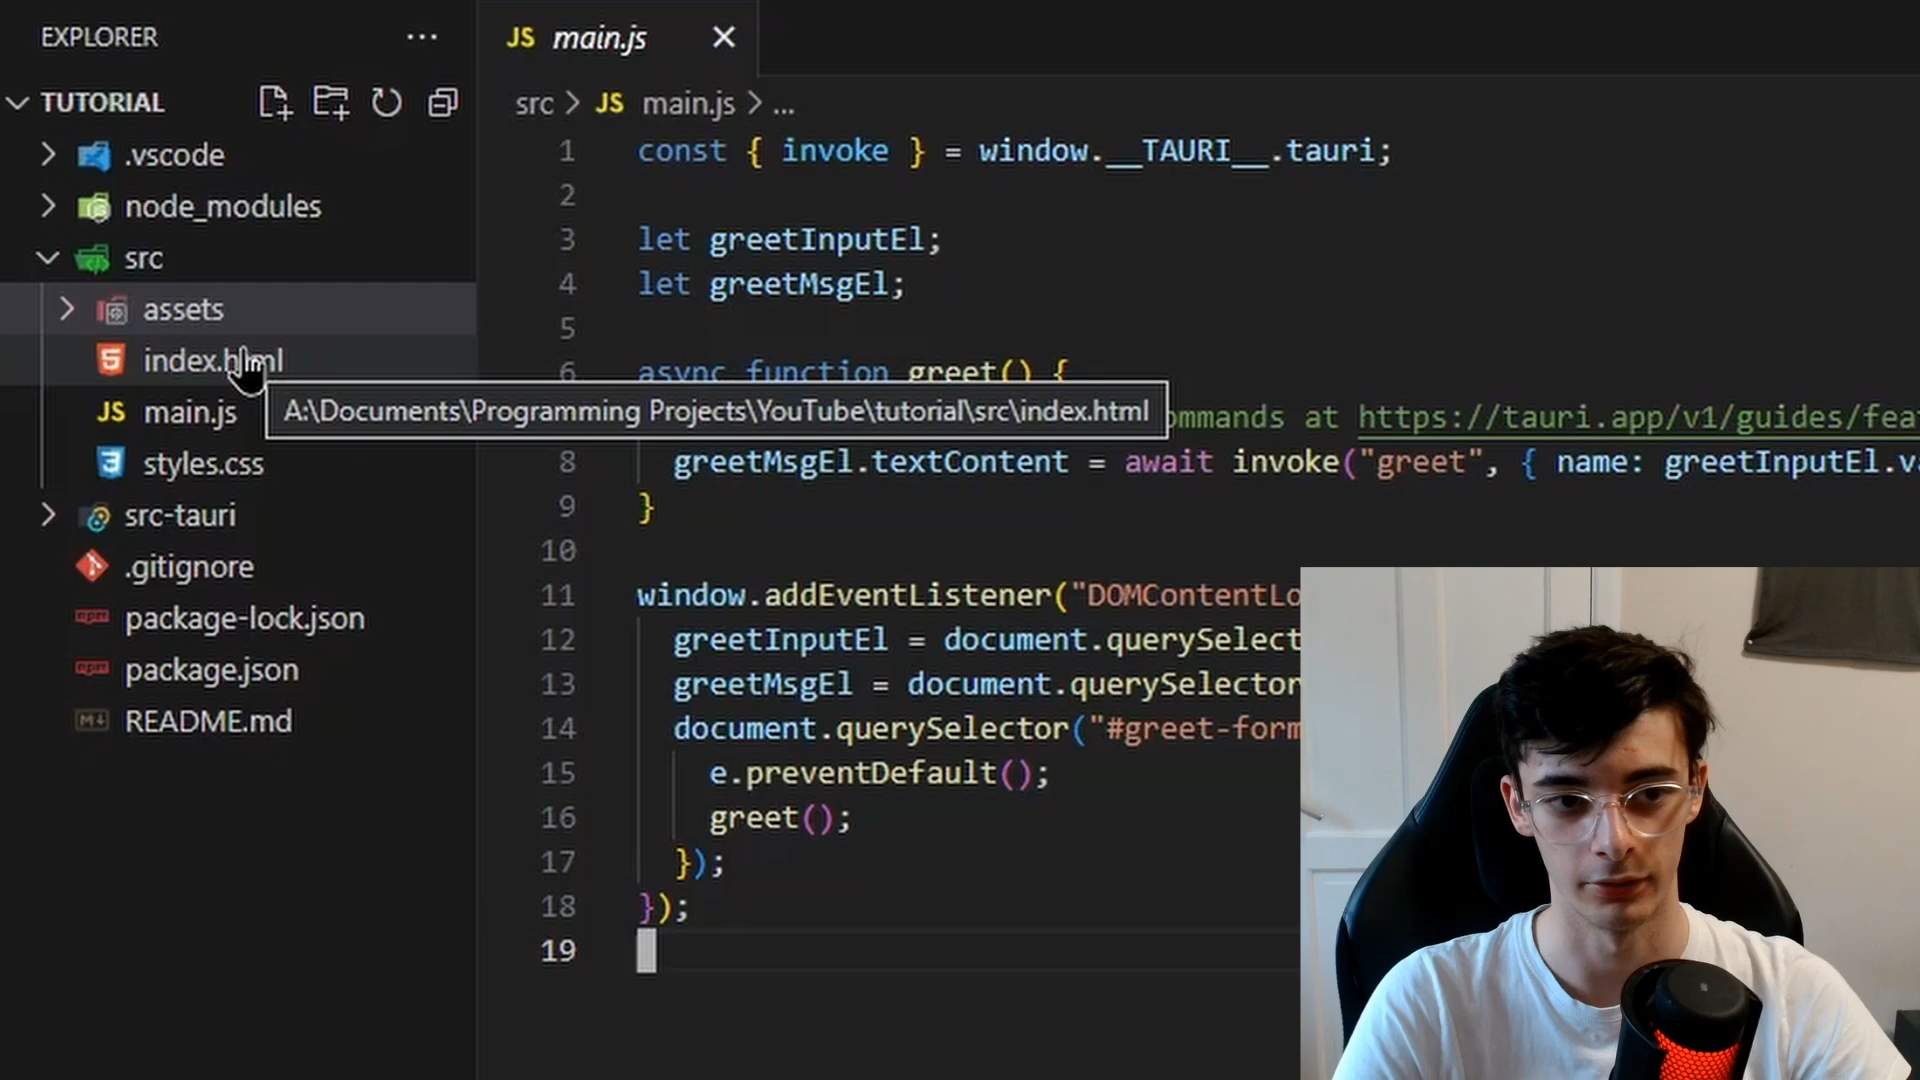 EXPLORER
TUTORIAL
.vscode
node_modules
src
assets
index.html
JS main.js
styles.css
src-tauri
.gitignore
package-lock.json
package.json
README.md
JS main.js
src > JS main.js > ...
1 const { invoke } = window.__TAURI__.tauri;
2
3 let greetInputEl;
4 let greetMsgEl;
5
6 async function greet() {
A:\Documents\Programming Projects\YouTube\tutorial\src\index.html
ommands at https://tauri.app/v1/guides/fea
8 greetMsgEl.textContent = await invoke("greet", { name: greetInputEl.va
9 }
10
11 window.addEventListener("DOMContentLo
12 greetInputEl = document.querySelect
13 greetMsgEl = document.querySelector
14 document.querySelector("#greet-form
15 e.preventDefault();
16 greet();
17 });
18 });
19